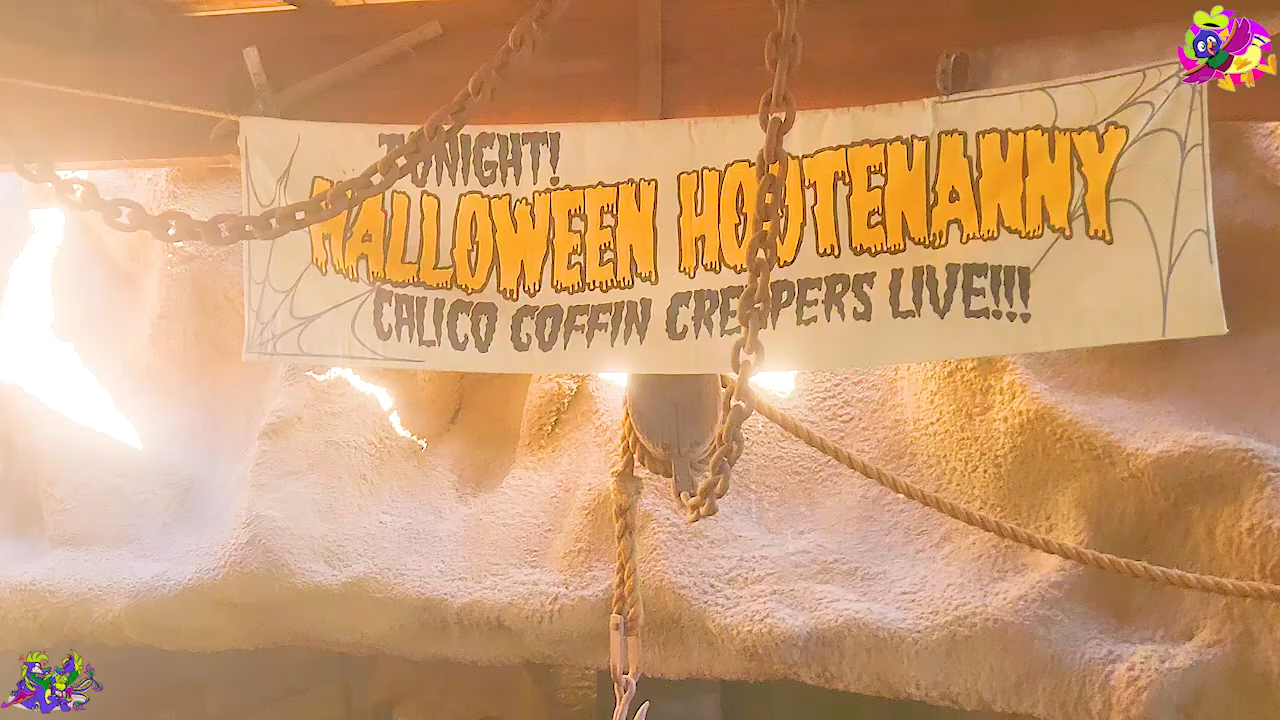 TONIGHT!
HALLOWEEN HOOTENANNY
CALICO COFFIN CREEPERS LIVE!!!